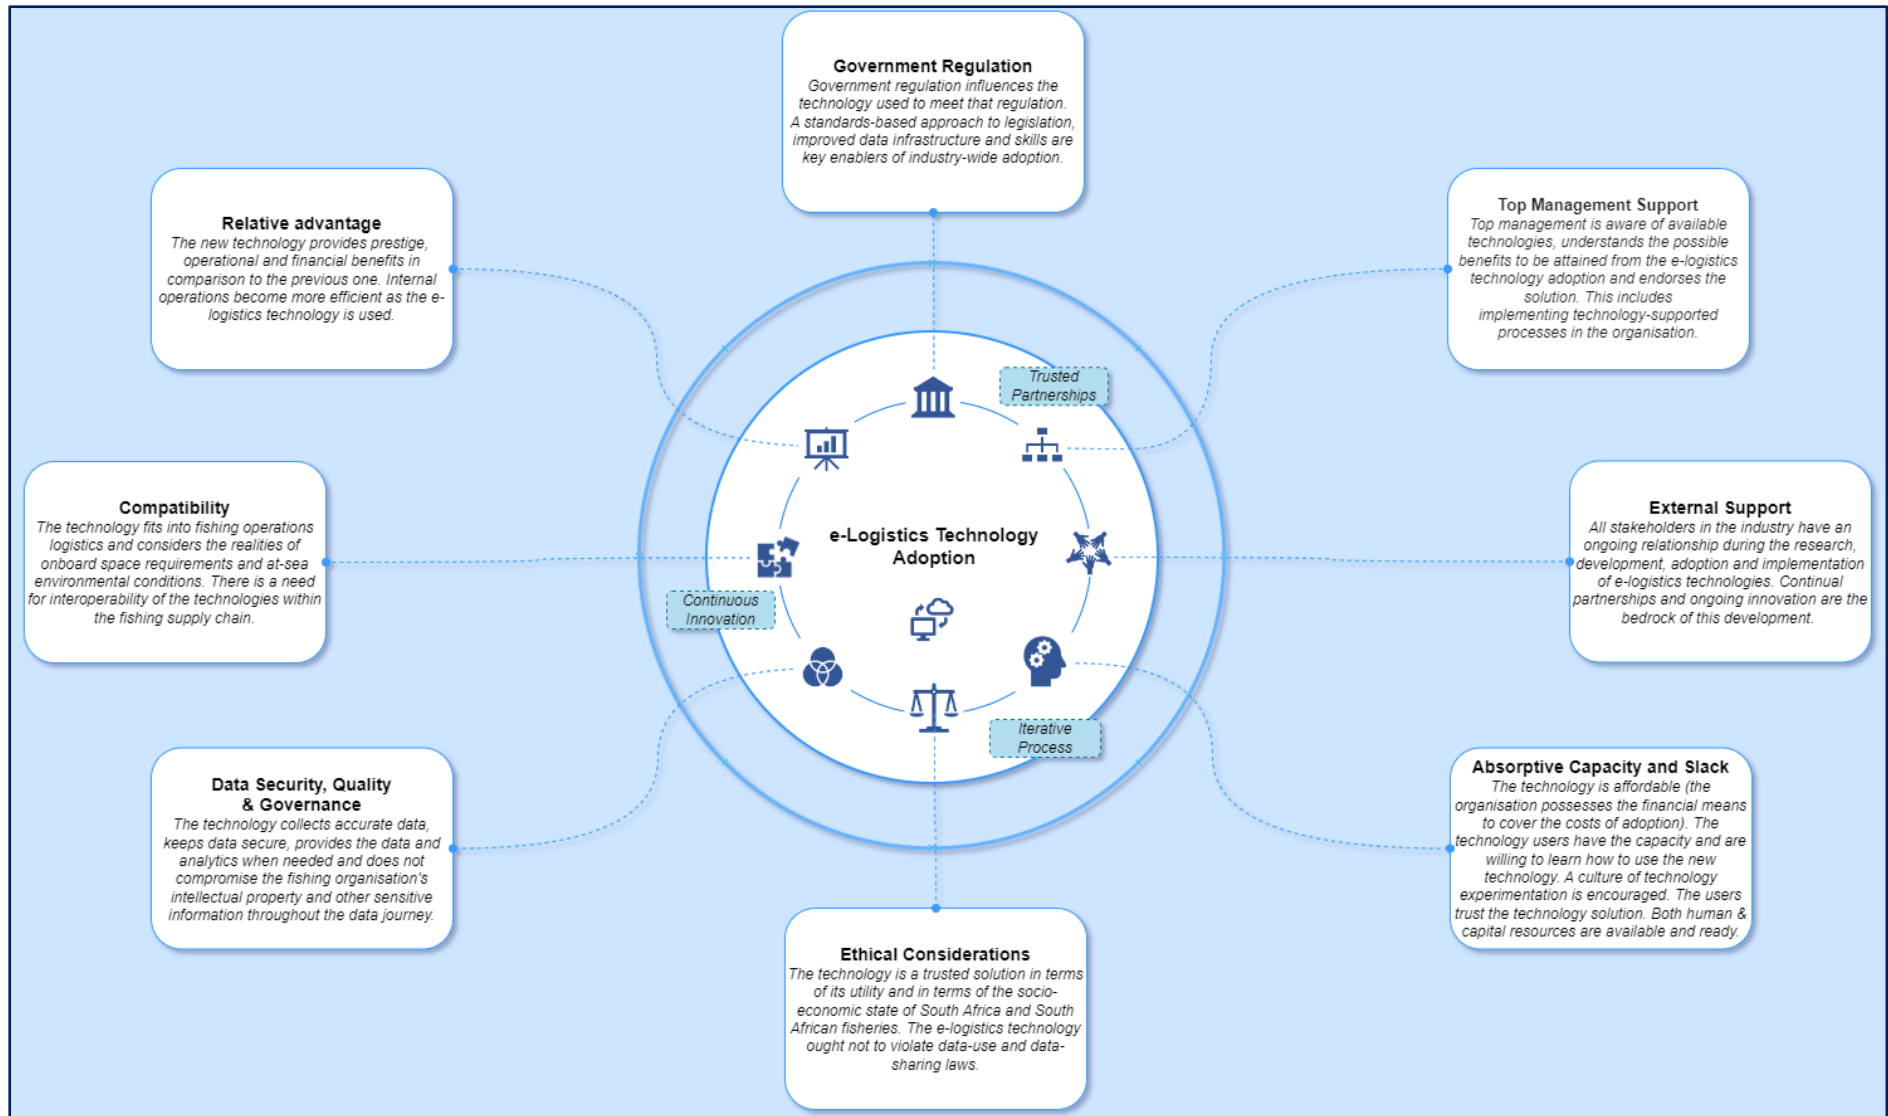 Government Regulation
Government regulation influences the
technology used to meet that regulation.
A standards-based approach to legislation,
improved data infrastructure and skills are
key enablers of industry-wide adoption.
Relative advantage
The new technology provides prestige,
operational and financial benefits in
comparison to the previous one. Internal
operations become more efficient as the e-
logistics technology is used.
Top Management Support
Top management is aware of available
technologies, understands the possible
benefits to be attained from the e-logistics
technology adoption and endorses the
solution. This includes
implementing technology-supported
processes in the organisation.
Trusted
Partnerships
Compatibility
The technology fits into fishing operations
logistics and considers the realities of
onboard space requirements and at-sea
environmental conditions. There is a need
for interoperability of the technologies within
the fishing supply chain.
e-Logistics Technology
Adoption
External Support
All stakeholders in the industry have an
ongoing relationship during the research,
development, adoption and implementation
of e-logistics technologies. Continual
partnerships and ongoing innovation are the
bedrock of this development.
Continuous
Innovation
Iterative
Process
Data Security, Quality
& Governance
The technology collects accurate data,
keeps data secure, provides the data and
analytics when needed and does not
compromise the fishing organisation's
intellectual property and other sensitive
information throughout the data journey.
Absorptive Capacity and Slack
The technology is affordable (the
organisation possesses the financial means
to cover the costs of adoption). The
technology users have the capacity and are
willing to learn how to use the new
technology. A culture of technology
experimentation is encouraged. The users
trust the technology solution. Both human &
capital resources are available and ready.
Ethical Considerations
The technology is a trusted solution in terms
of its utility and in terms of the socio-
economic state of South Africa and South
African fisheries. The e-logistics technology
ought not to violate data-use and data-
sharing laws.